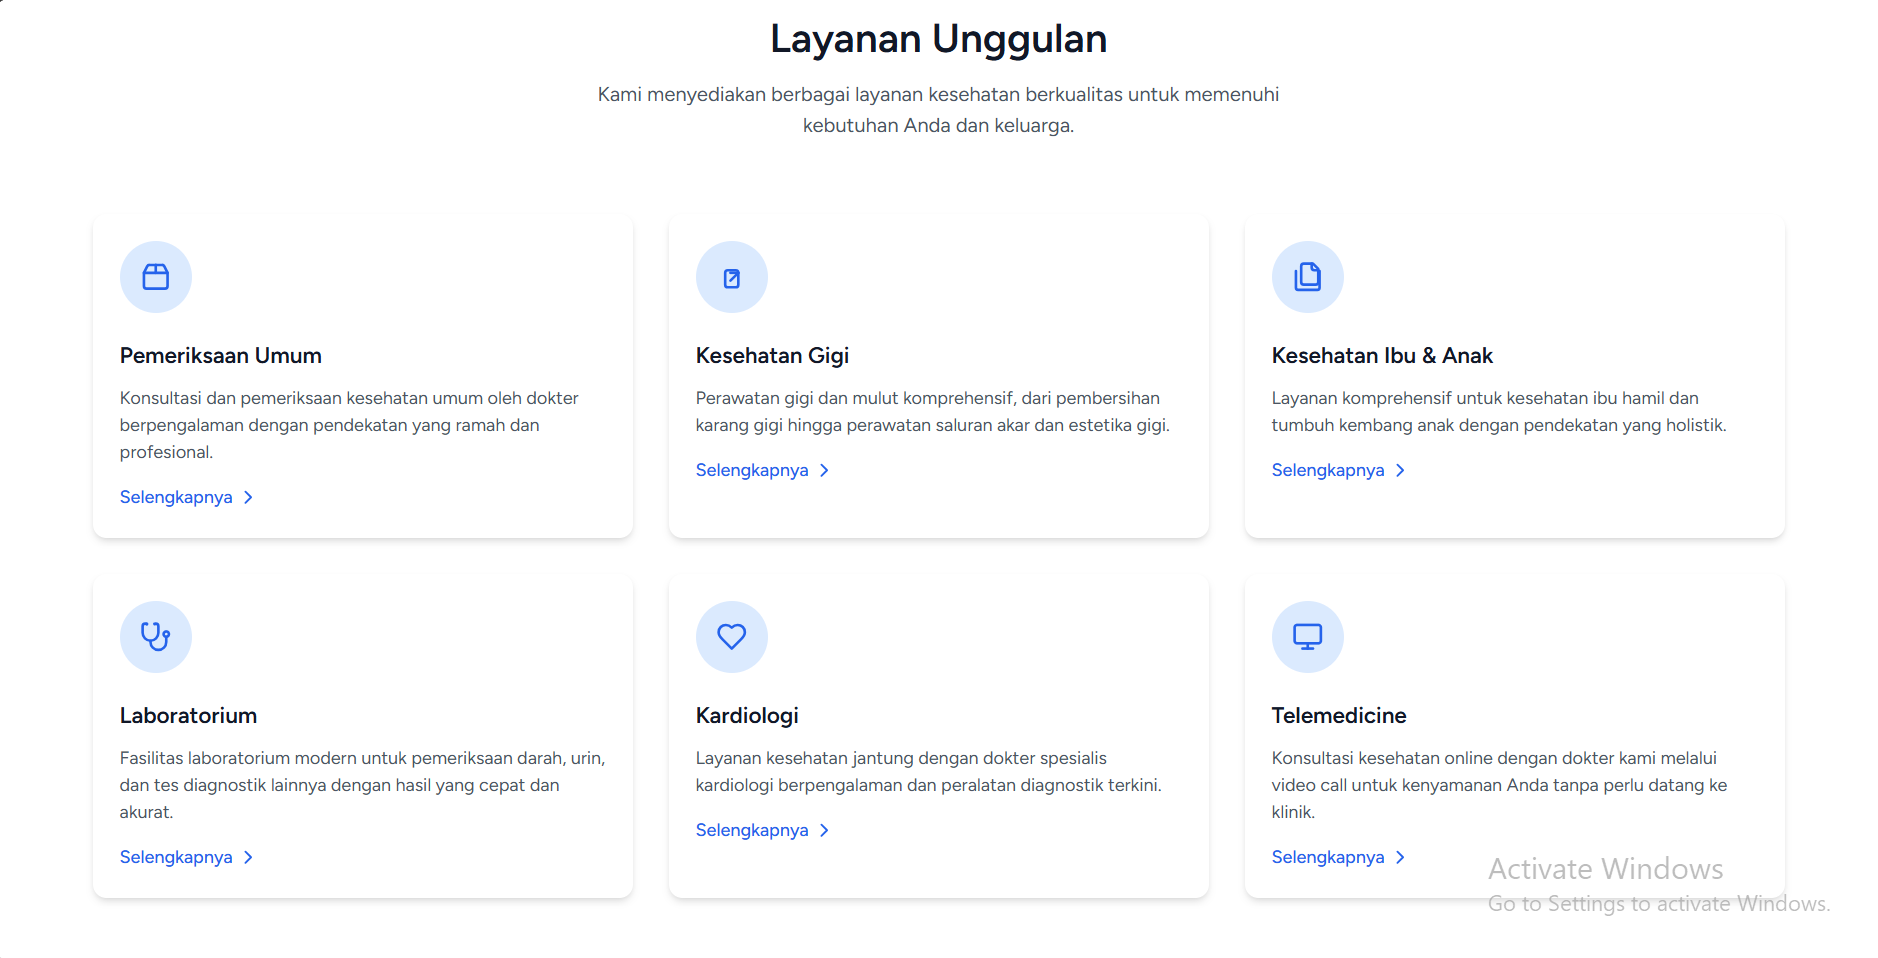 Layanan Unggulan
Kami menyediakan berbagai layanan kesehatan berkualitas untuk memenuhi
kebutuhan Anda dan keluarga.
Pemeriksaan Umum
Konsultasi dan pemeriksaan kesehatan umum oleh dokter
berpengalaman dengan pendekatan yang ramah dan
profesional.
Selengkapnya
Kesehatan Gigi
Perawatan gigi dan mulut komprehensif, dari pembersihan
karang gigi hingga perawatan saluran akar dan estetika gigi.
Selengkapnya
Kesehatan Ibu & Anak
Layanan komprehensif untuk kesehatan ibu hamil dan
tumbuh kembang anak dengan pendekatan yang holistik.
Selengkapnya
Laboratorium
Fasilitas laboratorium modern untuk pemeriksaan darah, urin,
dan tes diagnostik lainnya dengan hasil yang cepat dan
akurat.
Selengkapnya
Kardiologi
Layanan kesehatan jantung dengan dokter spesialis
kardiologi berpengalaman dan peralatan diagnostik terkini.
Selengkapnya
Telemedicine
Konsultasi kesehatan online dengan dokter kami melalui
video call untuk kenyamanan Anda tanpa perlu datang ke
klinik.
Selengkapnya
Activate Windows
Go to Settings to activate Windows.